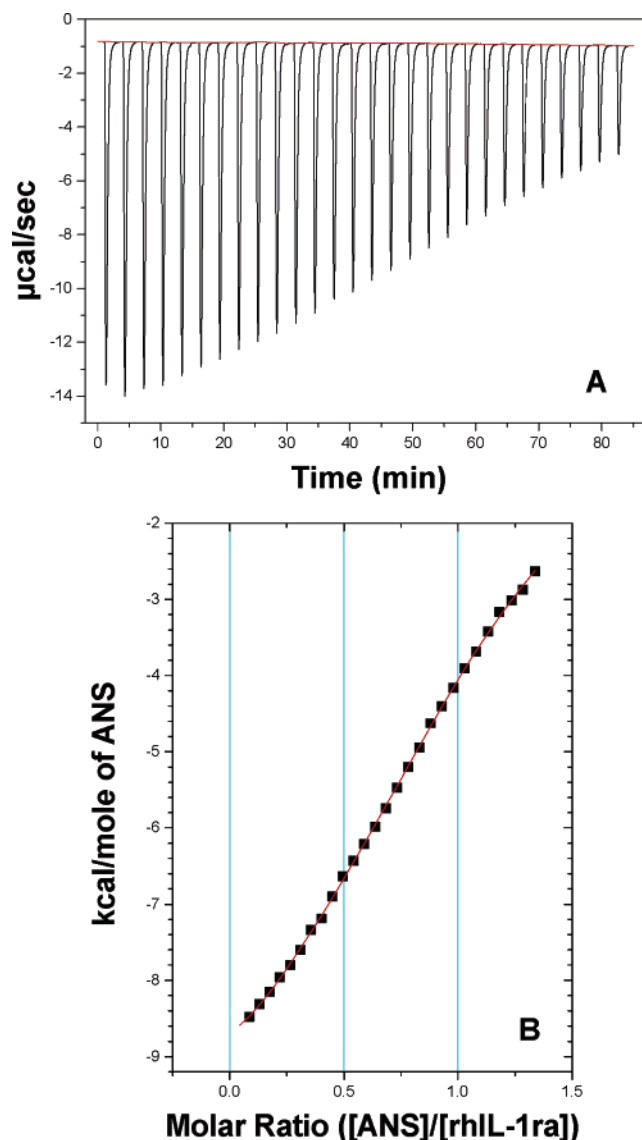 0
-2
-4
-6
-8
-10
-12
-14
µcal/sec
A
0 10 20 30 40 50 60 70 80
Time (min)
-2
-3
-4
-5
-6
-7
-8
-9
kcal/mole of ANS
B
0.0 0.5 1.0 1.5
Molar Ratio ([ANS]/[rhIL-1ra])